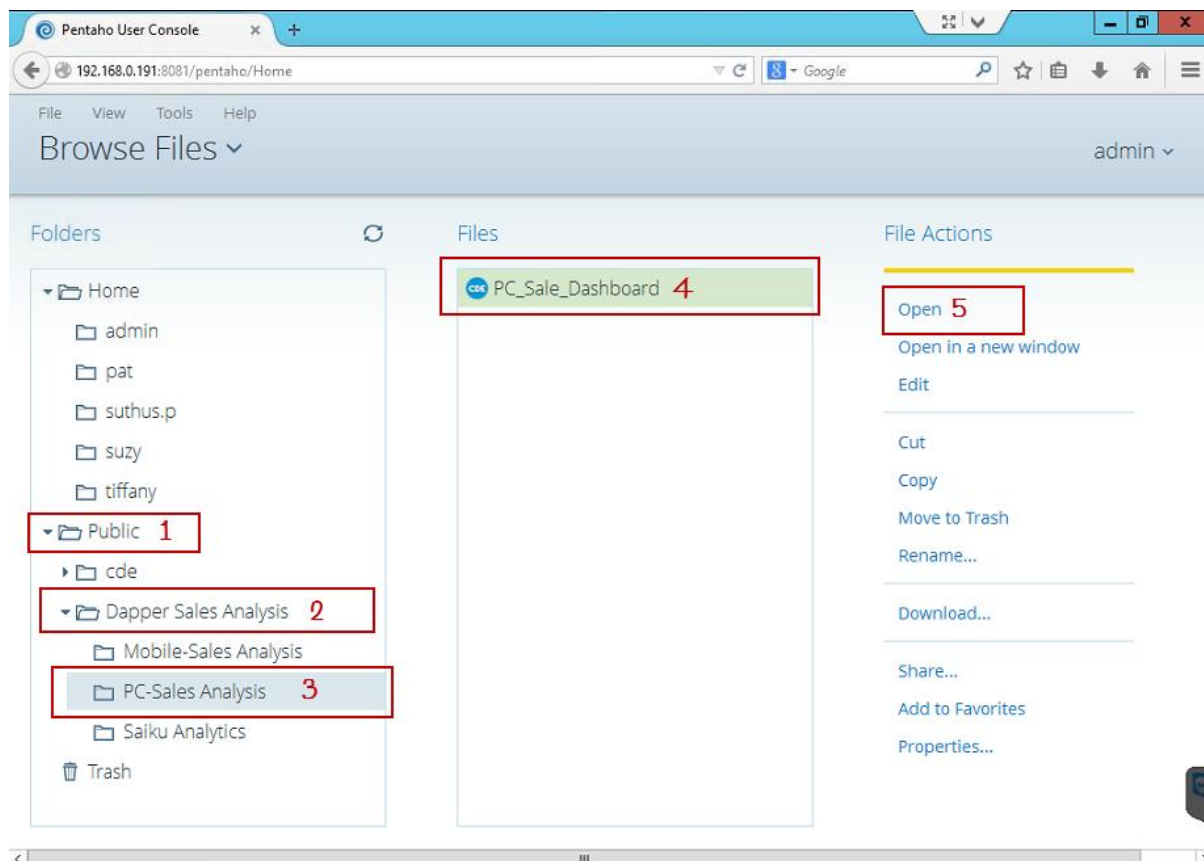 Pentaho User Console
192.168.0.191:8081/pentaho/Home
Google
File View Tools Help
Browse Files
admin
Folders
Home
admin
pat
suthus.p
suzy
tiffany
Public 1
cde
Dapper Sales Analysis 2
Mobile-Sales Analysis
PC-Sales Analysis 3
Saiku Analytics
Trash
Files
CDE PC_Sale_Dashboard 4
File Actions
Open 5
Open in a new window
Edit
Cut
Copy
Move to Trash
Rename...
Download...
Share...
Add to Favorites
Properties...